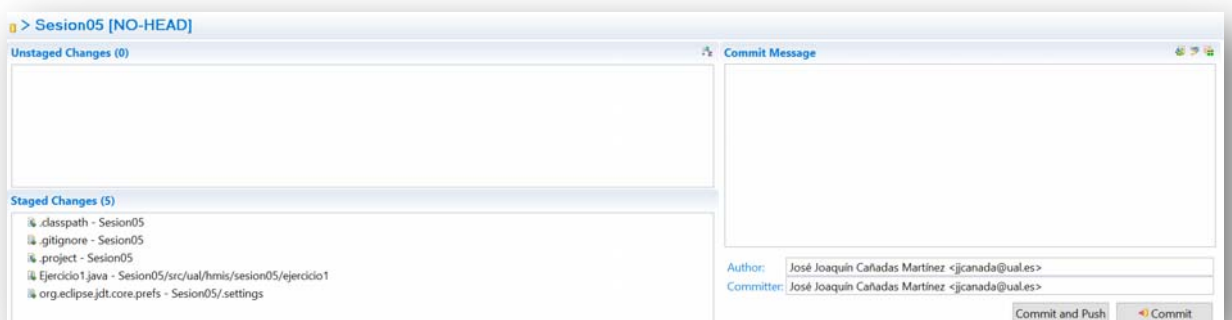 > Sesion05 [NO-HEAD]
Unstaged Changes (0)
Commit Message
Staged Changes (5)
.classpath - Sesion05
.gitignore - Sesion05
.project - Sesion05
Ejercicio1.java - Sesion05/src/ual/hmis/sesion05/ejercicio1
org.eclipse.jdt.core.prefs - Sesion05/.settings
Author: José Joaquín Cañadas Martínez <jjcanada@ual.es>
Committer: José Joaquín Cañadas Martínez <jjcanada@ual.es>
Commit and Push
Commit